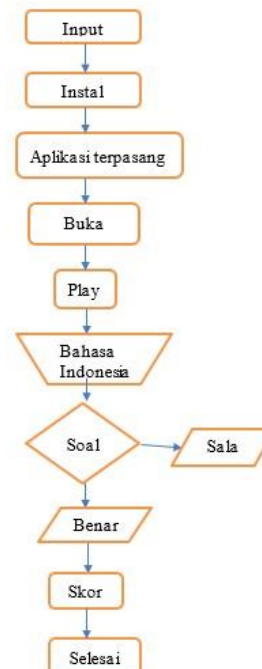 Input
Instal
Aplikasi terpasang
Buka
Play
Bahasa
Indonesia
Soal
Sala
Benar
Skor
Selesai